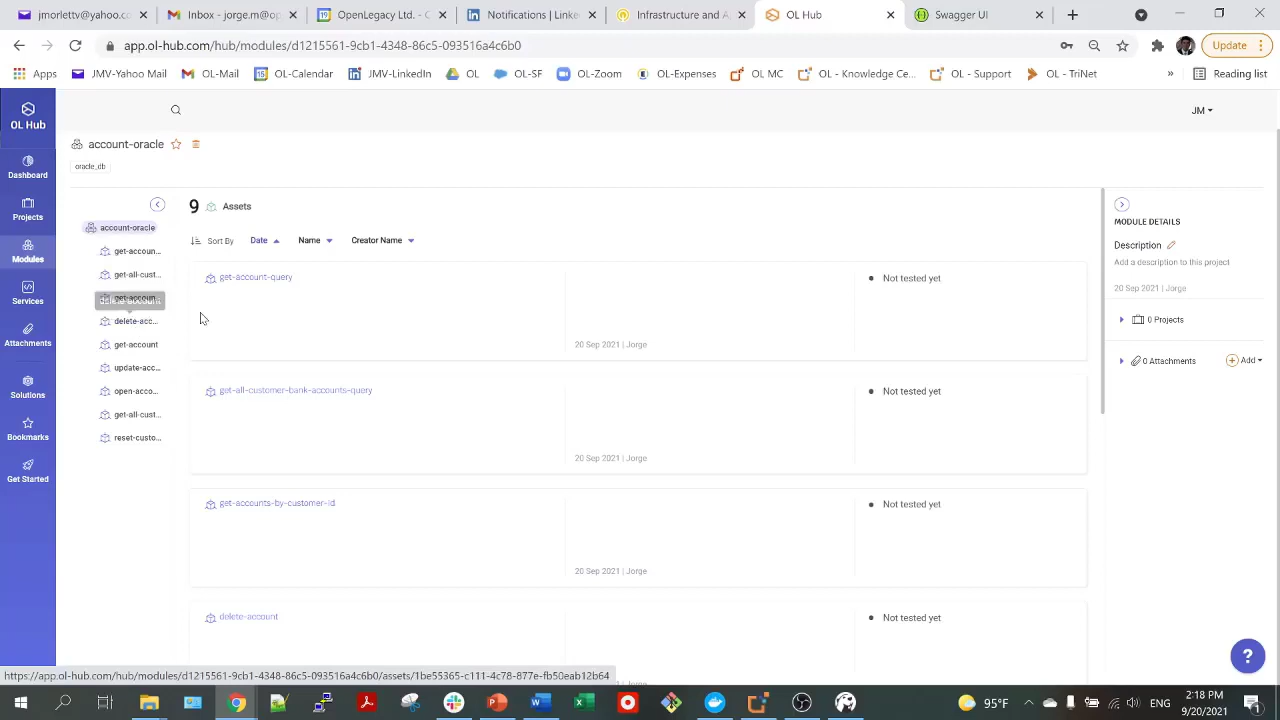 jmorales@yahoo.co
Inbox
OpenLegacy Ltd. - C
Notifications | Linke
Infrastructure and A
OL Hub
Swagger UI
app.ol-hub.com/hub/modules/d1215561-9cb1-4348-86c5-093516a4c6b0
Update
Apps
JMV-Yahoo Mail
OL-Mail
OL-Calendar
JMV-LinkedIn
OL
OL-SF
OL-Zoom
OL-Expenses
OL MC
OL - Knowledge Ce...
OL - Support
OL - TriNet
»
Reading list
OL Hub
JM
account-oracle
oracle_db
Dashboard
Projects
Modules
Services
Attachments
Solutions
Bookmarks
Get Started
account-oracle
get-accoun...
get-all-cust...
get-accoun...
delete-acc...
get-account
update-acc...
open-acco...
get-all-cust...
reset-custo...
9 Assets
Sort By Date Name Creator Name
get-account-query
Not tested yet
20 Sep 2021 | Jorge
get-all-customer-bank-accounts-query
Not tested yet
20 Sep 2021 | Jorge
get-accounts-by-customer-id
Not tested yet
20 Sep 2021 | Jorge
delete-account
Not tested yet
MODULE DETAILS
Description
Add a description to this project
20 Sep 2021 | Jorge
0 Projects
0 Attachments
Add
?
https://app.ol-hub.com/hub/modules/d1215561-9cb1-4348-86c5-093516a4c6b0/assets/1be55365-c111-4c78-877e-fb50eab12b64
95°F
ENG
2:18 PM
9/20/2021